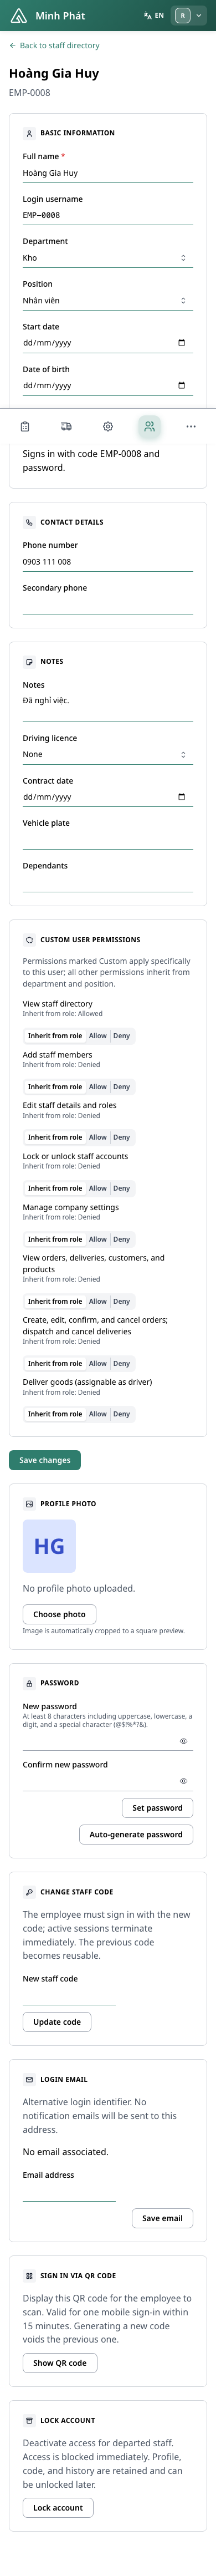 Minh Phát
EN
R
Back to staff directory
Hoàng Gia Huy
EMP-0008
BASIC INFORMATION
Full name *
Hoàng Gia Huy
Login username
EMP-0008
Department
Kho
Position
Nhân viên
Start date
dd/mm/yyyy
Date of birth
dd/mm/yyyy
Signs in with code EMP-0008 and
password.
CONTACT DETAILS
Phone number
0903 111 008
Secondary phone
NOTES
Notes
Đã nghỉ việc.
Driving licence
None
Contract date
dd/mm/yyyy
Vehicle plate
Dependants
CUSTOM USER PERMISSIONS
Permissions marked Custom apply specifically
to this user; all other permissions inherit from
department and position.
View staff directory
Inherit from role: Allowed
Inherit from role Allow Deny
Add staff members
Inherit from role: Denied
Inherit from role Allow Deny
Edit staff details and roles
Inherit from role: Denied
Inherit from role Allow Deny
Lock or unlock staff accounts
Inherit from role: Denied
Inherit from role Allow Deny
Manage company settings
Inherit from role: Denied
Inherit from role Allow Deny
View orders, deliveries, customers, and
products
Inherit from role: Denied
Inherit from role Allow Deny
Create, edit, confirm, and cancel orders;
dispatch and cancel deliveries
Inherit from role: Denied
Inherit from role Allow Deny
Deliver goods (assignable as driver)
Inherit from role: Denied
Inherit from role Allow Deny
Save changes
PROFILE PHOTO
HG
No profile photo uploaded.
Choose photo
Image is automatically cropped to a square preview.
PASSWORD
New password
At least 8 characters including uppercase, lowercase, a
digit, and a special character (@$!%*?&).
Confirm new password
Set password
Auto-generate password
CHANGE STAFF CODE
The employee must sign in with the new
code; active sessions terminate
immediately. The previous code
becomes reusable.
New staff code
Update code
LOGIN EMAIL
Alternative login identifier. No
notification emails will be sent to this
address.
No email associated.
Email address
Save email
SIGN IN VIA QR CODE
Display this QR code for the employee to
scan. Valid for one mobile sign-in within
15 minutes. Generating a new code
voids the previous one.
Show QR code
LOCK ACCOUNT
Deactivate access for departed staff.
Access is blocked immediately. Profile,
code, and history are retained and can
be unlocked later.
Lock account